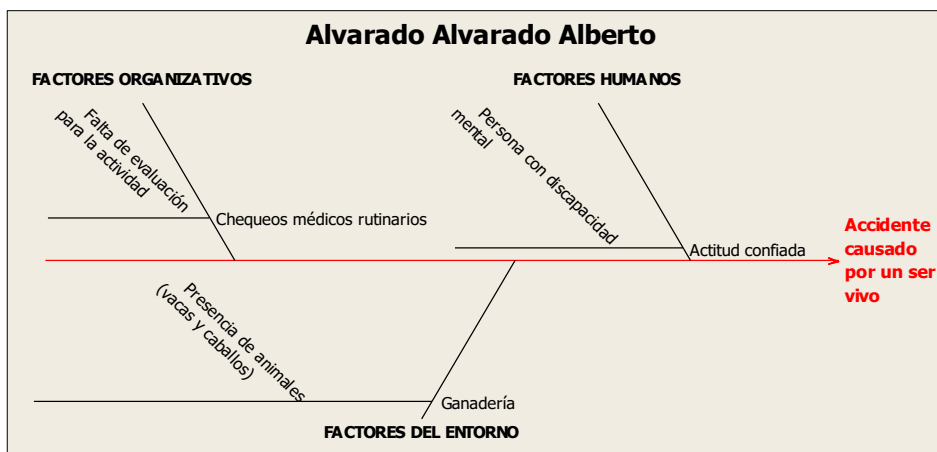 Alvarado Alvarado Alberto
FACTORES ORGANIZATIVOS
FACTORES HUMANOS
Falta de evaluación
para la actividad
Chequeos médicos rutinarios
Persona con discapacidad
mental
Actitud confiada
Accidente
causado
por un ser
vivo
Presencia de animales
(vacas y caballos)
Ganadería
FACTORES DEL ENTORNO